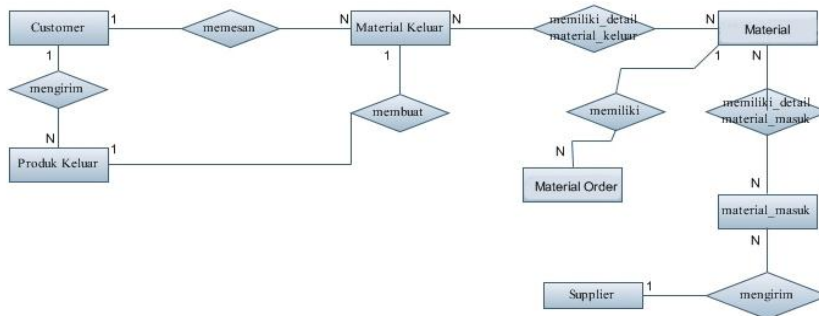 Customer
1
memesan
N
Material Keluar
N
memiliki_detail
material_keluar
N
Material
1
mengirim
N
Produk Keluar
1
1
membuat
1
memiliki
N
Material Order
N
memiliki_detail
material_masuk
N
material_masuk
N
mengirim
1
Supplier